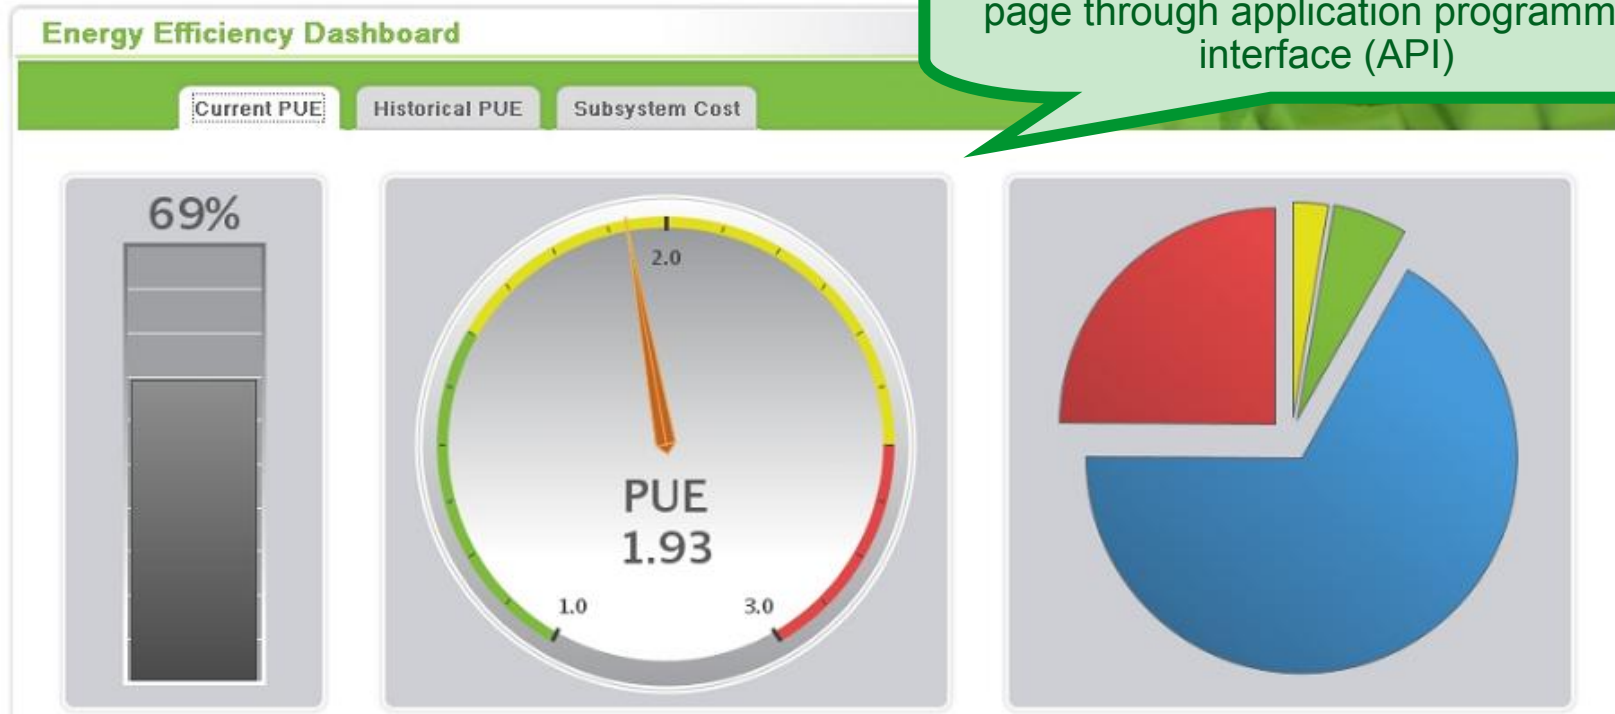 page through application programm
interface (API)
Energy Efficiency Dashboard
Current PUE
Historical PUE
Subsystem Cost
69%
2.0
PUE
1.93
1.0
3.0